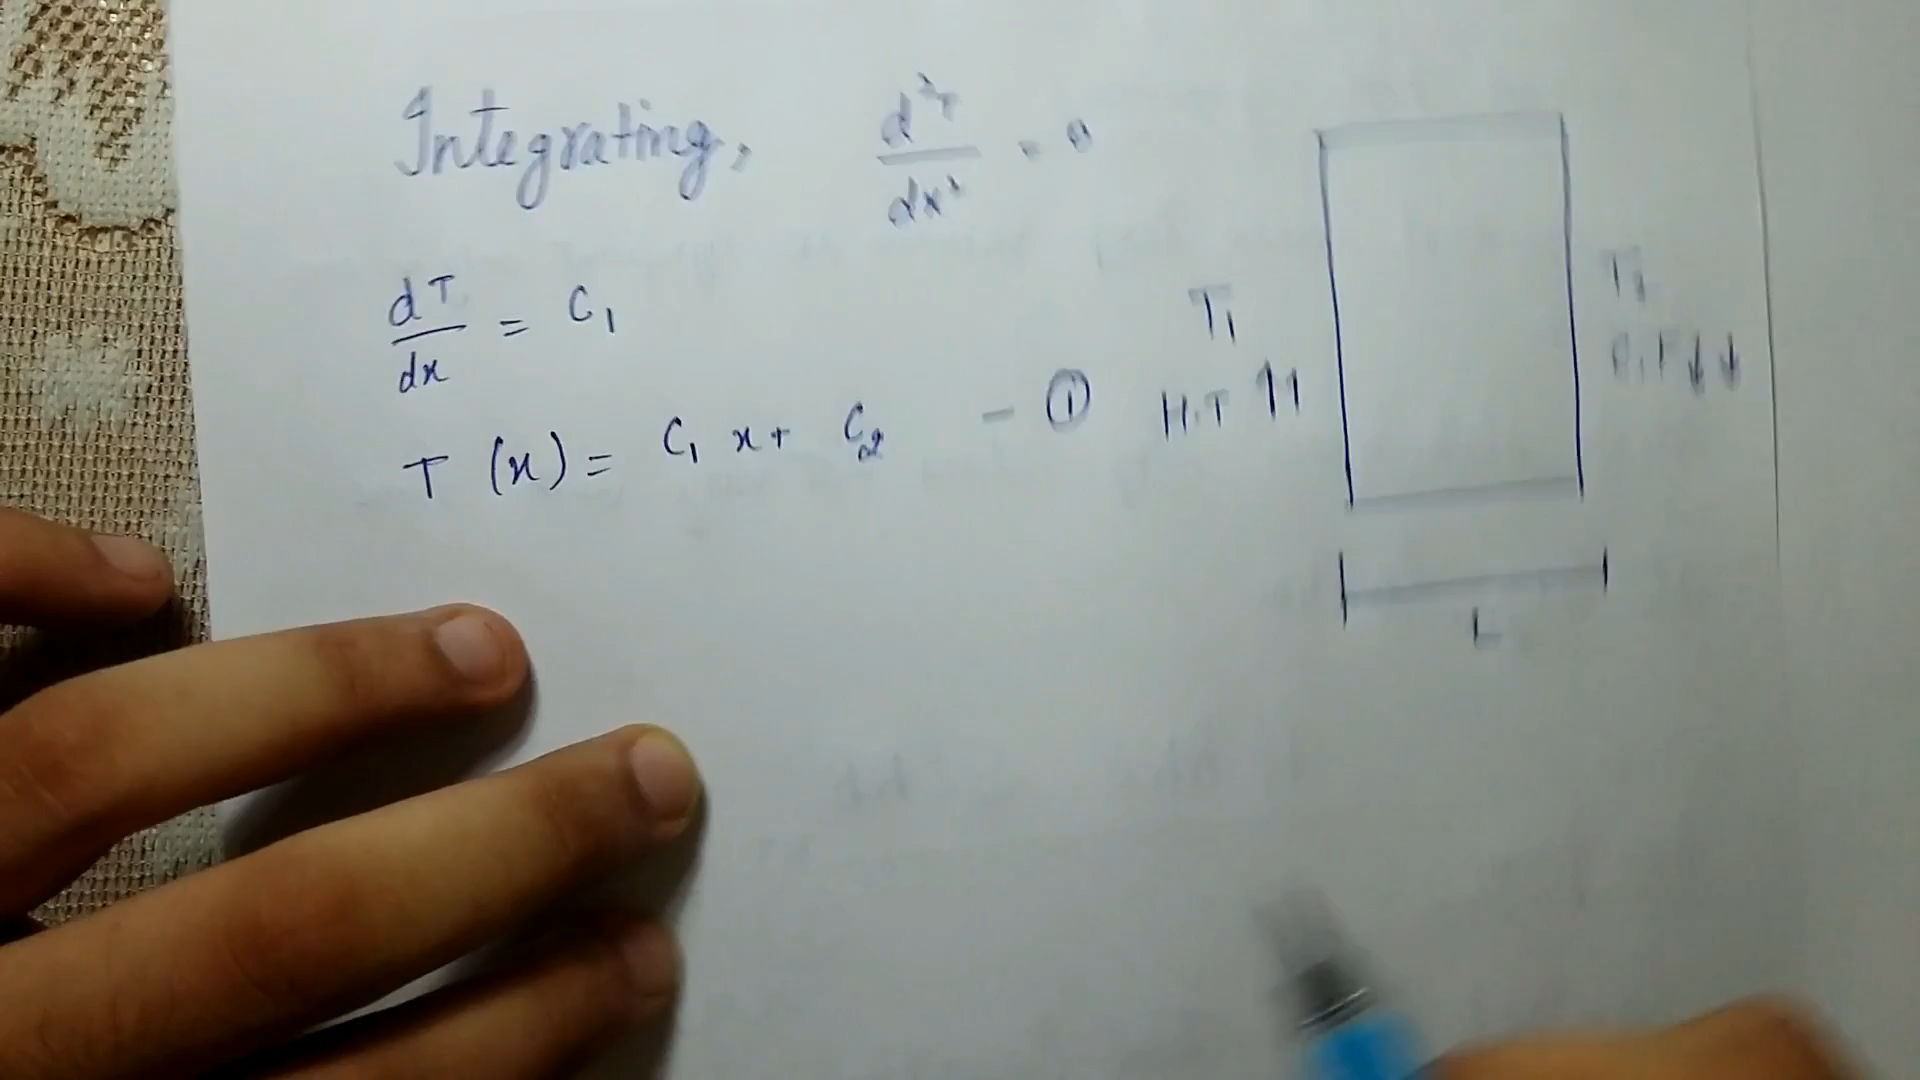 Integrating, d²T/dx² = 0
dT/dx = C₁
T (x) = C₁ x + C₂ - ①
T₁
H.T ↑↑
L